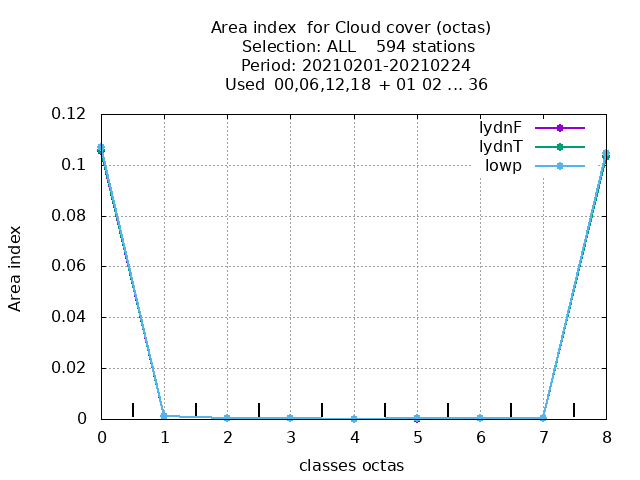 Area index  for Cloud cover (octas)
Selection: ALL    594 stations
Period: 20210201-20210224
Used  00,06,12,18  + 01 02 ... 36
lydnF
lydnT
lowp
0.12
0.1
0.08
0.06
0.04
0.02
0
Area index
0 1 2 3 4 5 6 7 8
classes octas